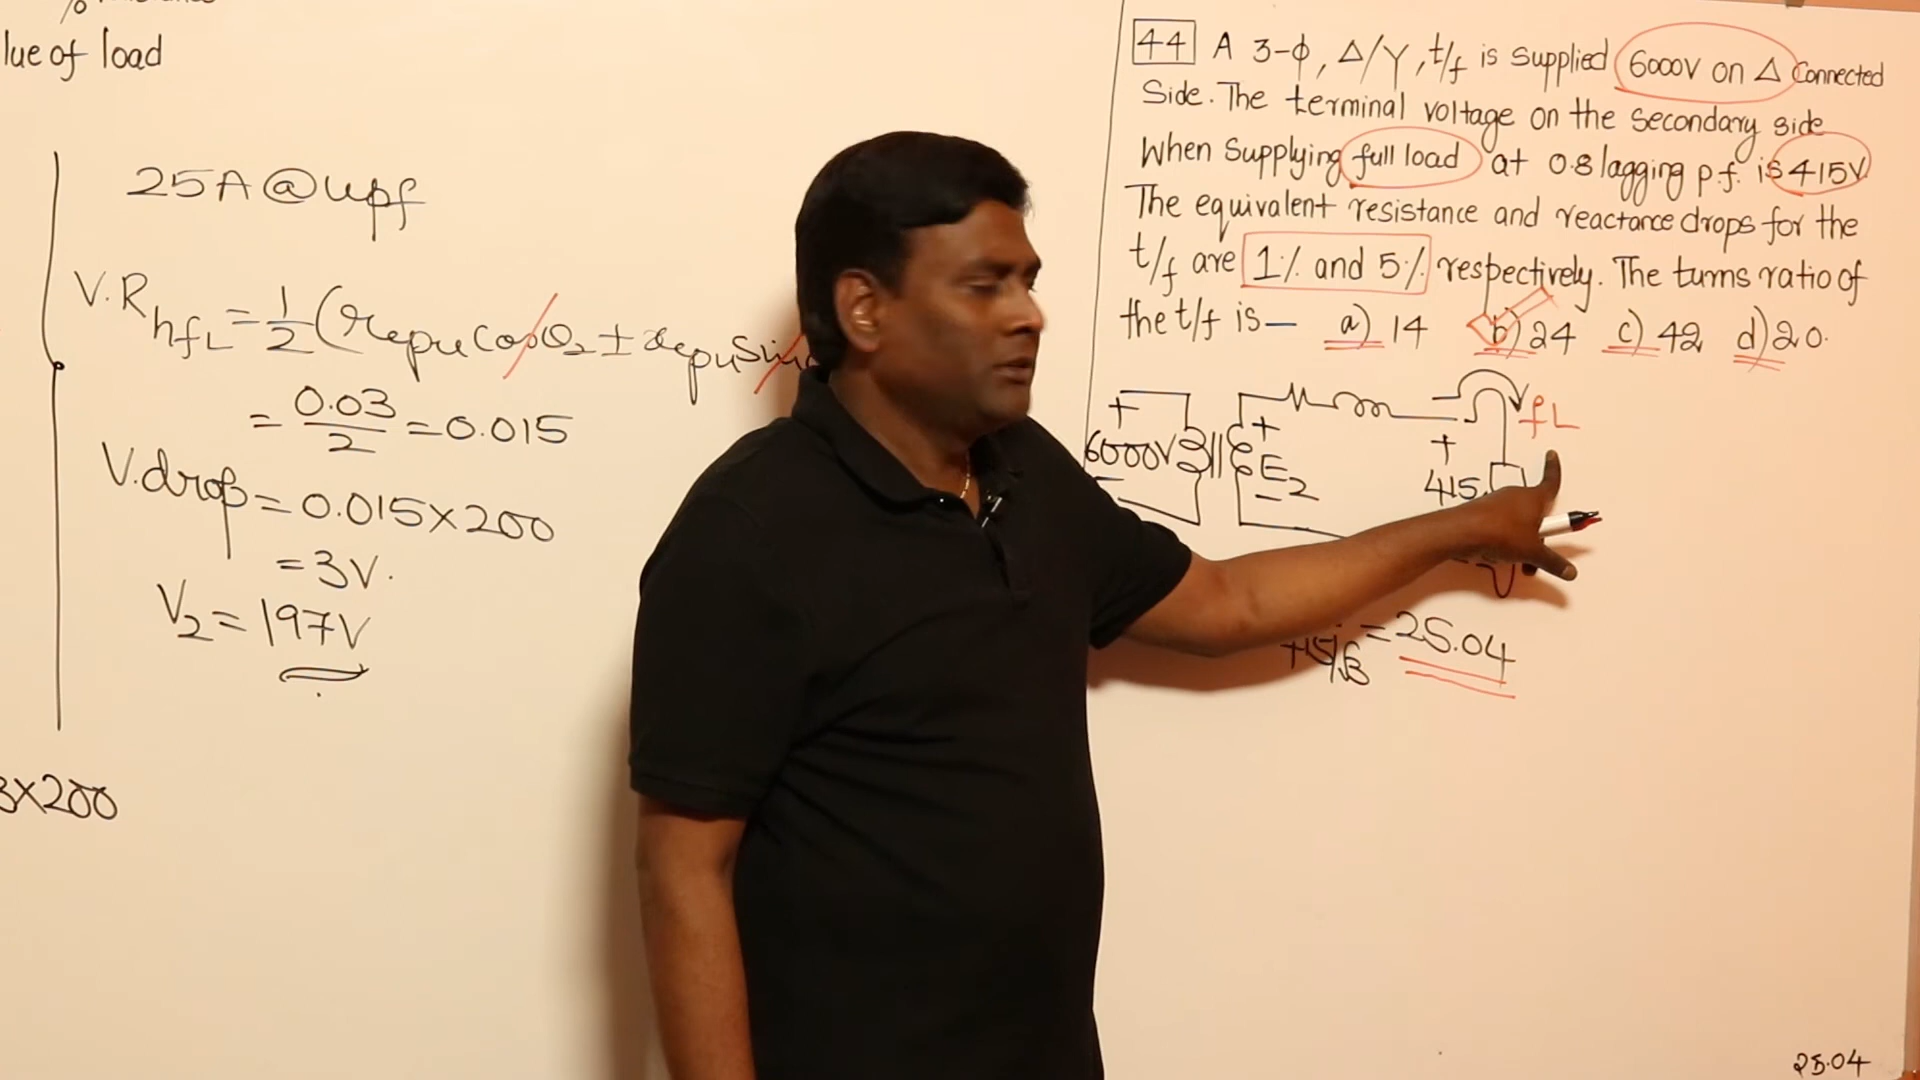 lue of load
25A @ upf
V.R hfL = 1/2 (repu cosθ2 ± xepu
= 0.03/2 = 0.015
V.drop = 0.015×200
= 3V.
V2 = 197V
3×200
44 A 3-ϕ, Δ/Y, t/f is supplied 6000V on Δ Connected
Side. The terminal voltage on the secondary side
When supplying full load at 0.8 lagging p.f. is 415V.
The equivalent resistance and reactance drops for the
t/f are 1% and 5% respectively. The turns ratio of
the t/f is — a) 14 b) 24 c) 42 d) 20.
+ fL
6000V + E2 − + 415
−
= 25.04
25.04